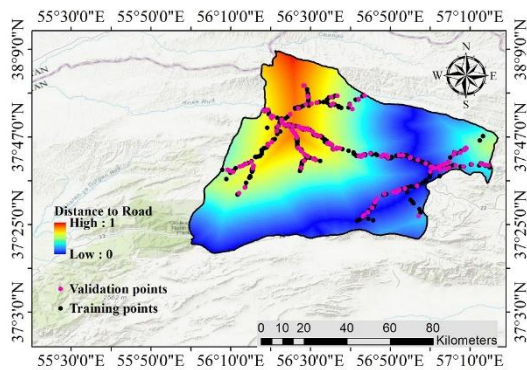 55°30'0"E 55°50'0"E 56°10'0"E 56°30'0"E 56°50'0"E 57°10'0"E
38°9'0"N
37°47'0"N
37°25'0"N
37°3'0"N
38°9'0"N
37°47'0"N
37°25'0"N
37°3'0"N
N
W E
S
AN
AN
Distance to Road
High : 1
Low : 0
Validation points
Training points
0 10 20 40 60 80
Kilometers
55°30'0"E 55°50'0"E 56°10'0"E 56°30'0"E 56°50'0"E 57°10'0"E